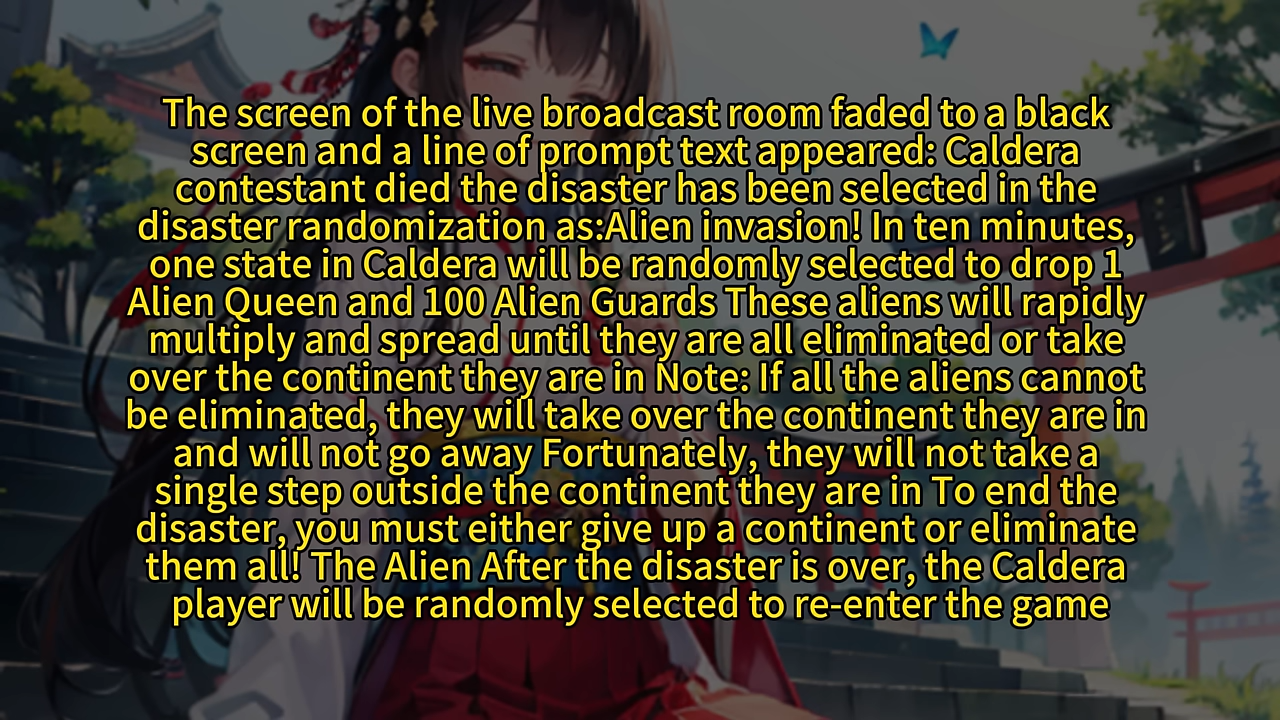 The screen of the live broadcast room faded to a black
screen and a line of prompt text appeared: Caldera
contestant died the disaster has been selected in the
disaster randomization as:Alien invasion! In ten minutes,
one state in Caldera will be randomly selected to drop 1
Alien Queen and 100 Alien Guards These aliens will rapidly
multiply and spread until they are all eliminated or take
over the continent they are in Note: If all the aliens cannot
be eliminated, they will take over the continent they are in
and will not go away Fortunately, they will not take a
single step outside the continent they are in To end the
disaster, you must either give up a continent or eliminate
them all! The Alien After the disaster is over, the Caldera
player will be randomly selected to re-enter the game